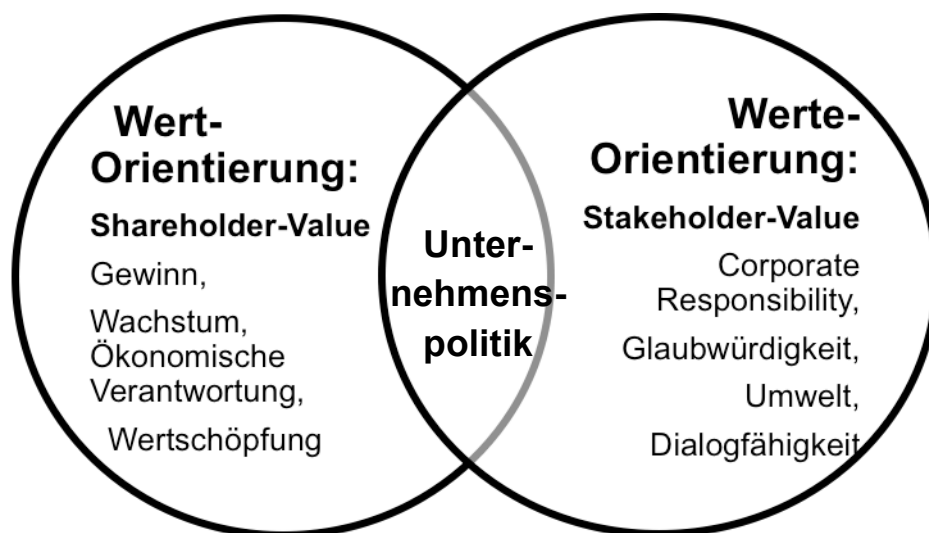 Wert-
Orientierung:
Shareholder-Value
Gewinn,
Wachstum,
Ökonomische
Verantwortung,
Wertschöpfung
Unter-
nehmens-
politik
Werte-
Orientierung:
Stakeholder-Value
Corporate
Responsibility,
Glaubwürdigkeit,
Umwelt,
Dialogfähigkeit